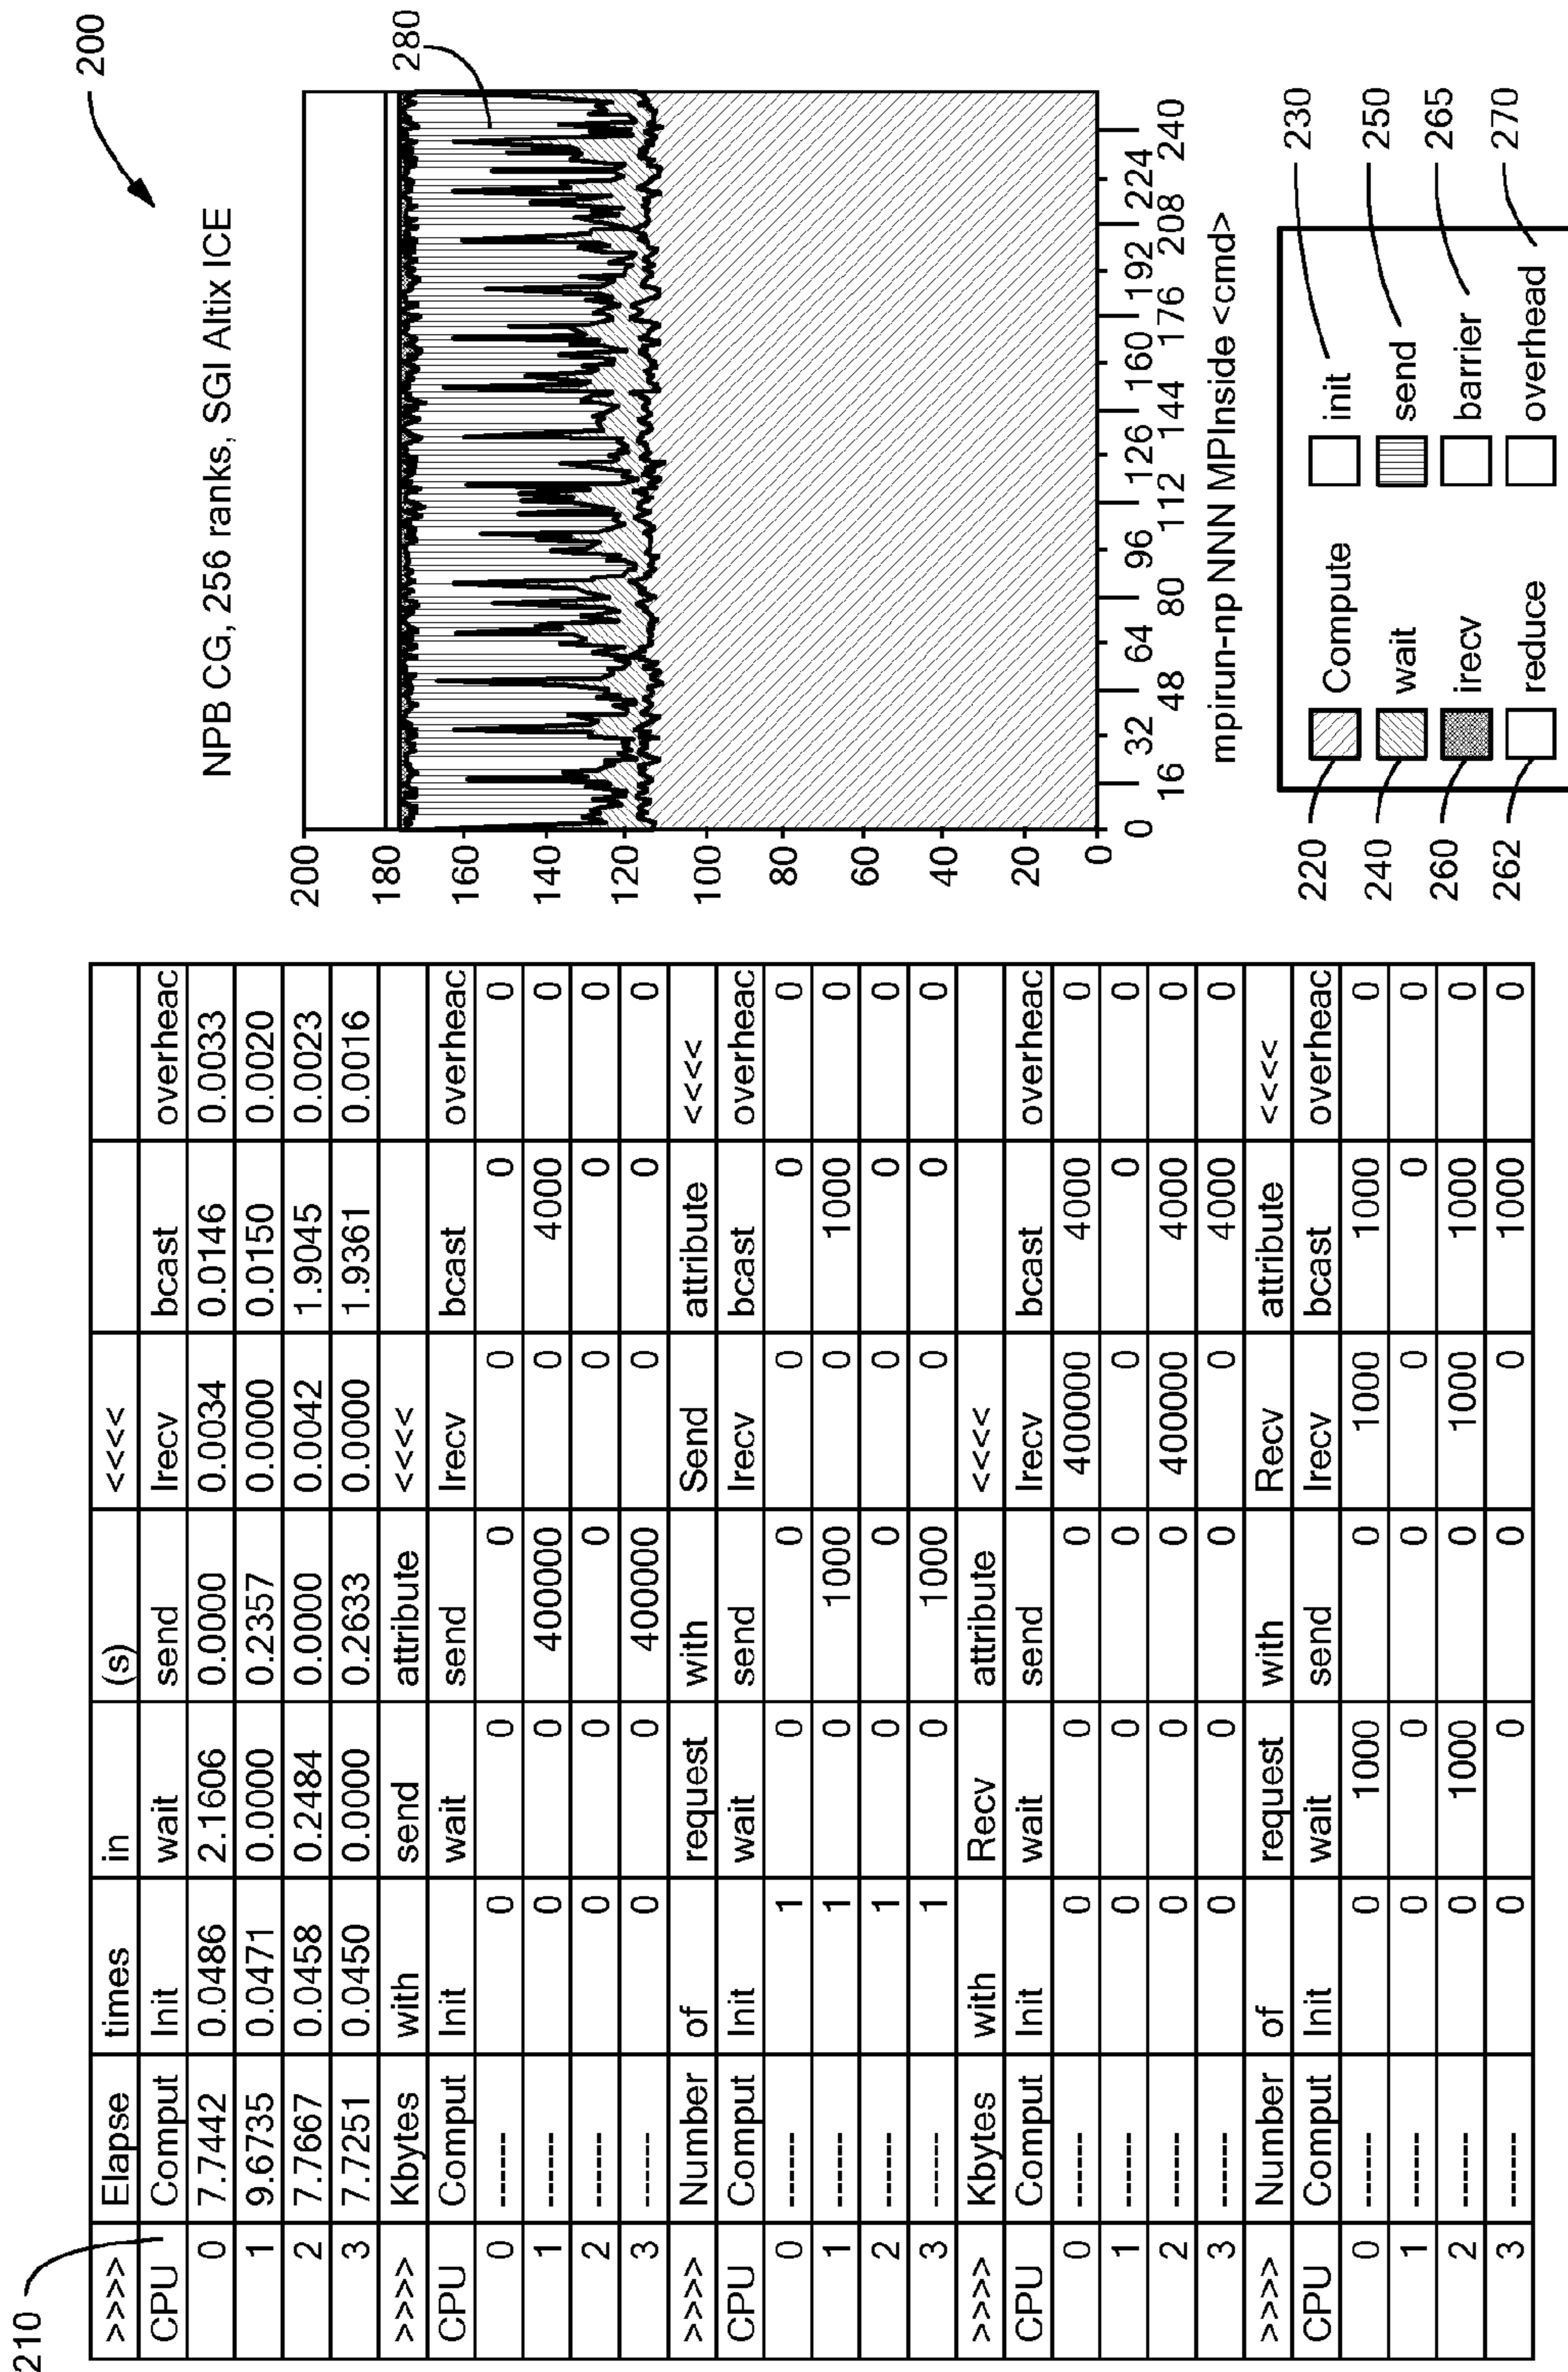 200
210
>>>> Elapse times in (s) <<<<
CPU Comput Init wait send Irecv bcast overheac
0 7.7442 0.0486 2.1606 0.0000 0.0034 0.0146 0.0033
1 9.6735 0.0471 0.0000 0.2357 0.0000 0.0150 0.0020
2 7.7667 0.0458 0.2484 0.0000 0.0042 1.9045 0.0023
3 7.7251 0.0450 0.0000 0.2633 0.0000 1.9361 0.0016
>>>> Kbytes with send attribute <<<<
CPU Comput Init wait send Irecv bcast overheac
0 ------- 0 0 0 0 0 0
1 ------- 0 0 400000 0 4000 0
2 ------- 0 0 0 0 0 0
3 ------- 0 0 400000 0 0 0
>>>> Number of request with Send attribute <<<<
CPU Comput Init wait send Irecv bcast overheac
0 ------- 1 0 0 0 0 0
1 ------- 1 0 1000 0 1000 0
2 ------- 1 0 0 0 0 0
3 ------- 1 0 1000 0 0 0
>>>> Kbytes with Recv attribute <<<<
CPU Comput Init wait send Irecv bcast overheac
0 ------- 0 0 0 400000 4000 0
1 ------- 0 0 0 0 0 0
2 ------- 0 0 0 400000 4000 0
3 ------- 0 0 0 0 4000 0
>>>> Number of request with Recv attribute <<<<
CPU Comput Init wait send Irecv bcast overheac
0 ------- 0 1000 0 1000 1000 0
1 ------- 0 0 0 0 0 0
2 ------- 0 1000 0 1000 1000 0
3 ------- 0 0 0 0 1000 0
NPB CG, 256 ranks, SGI Altix ICE
280
200
180
160
140
120
100
80
60
40
20
0
0 16 32 48 64 80 96 112 126 144 160 176 192 208 224 240
mpirun-np NNN MPInside <cmd>
220 Compute init 230
240 wait send 250
260 irecv barrier 265
262 reduce overhead 270